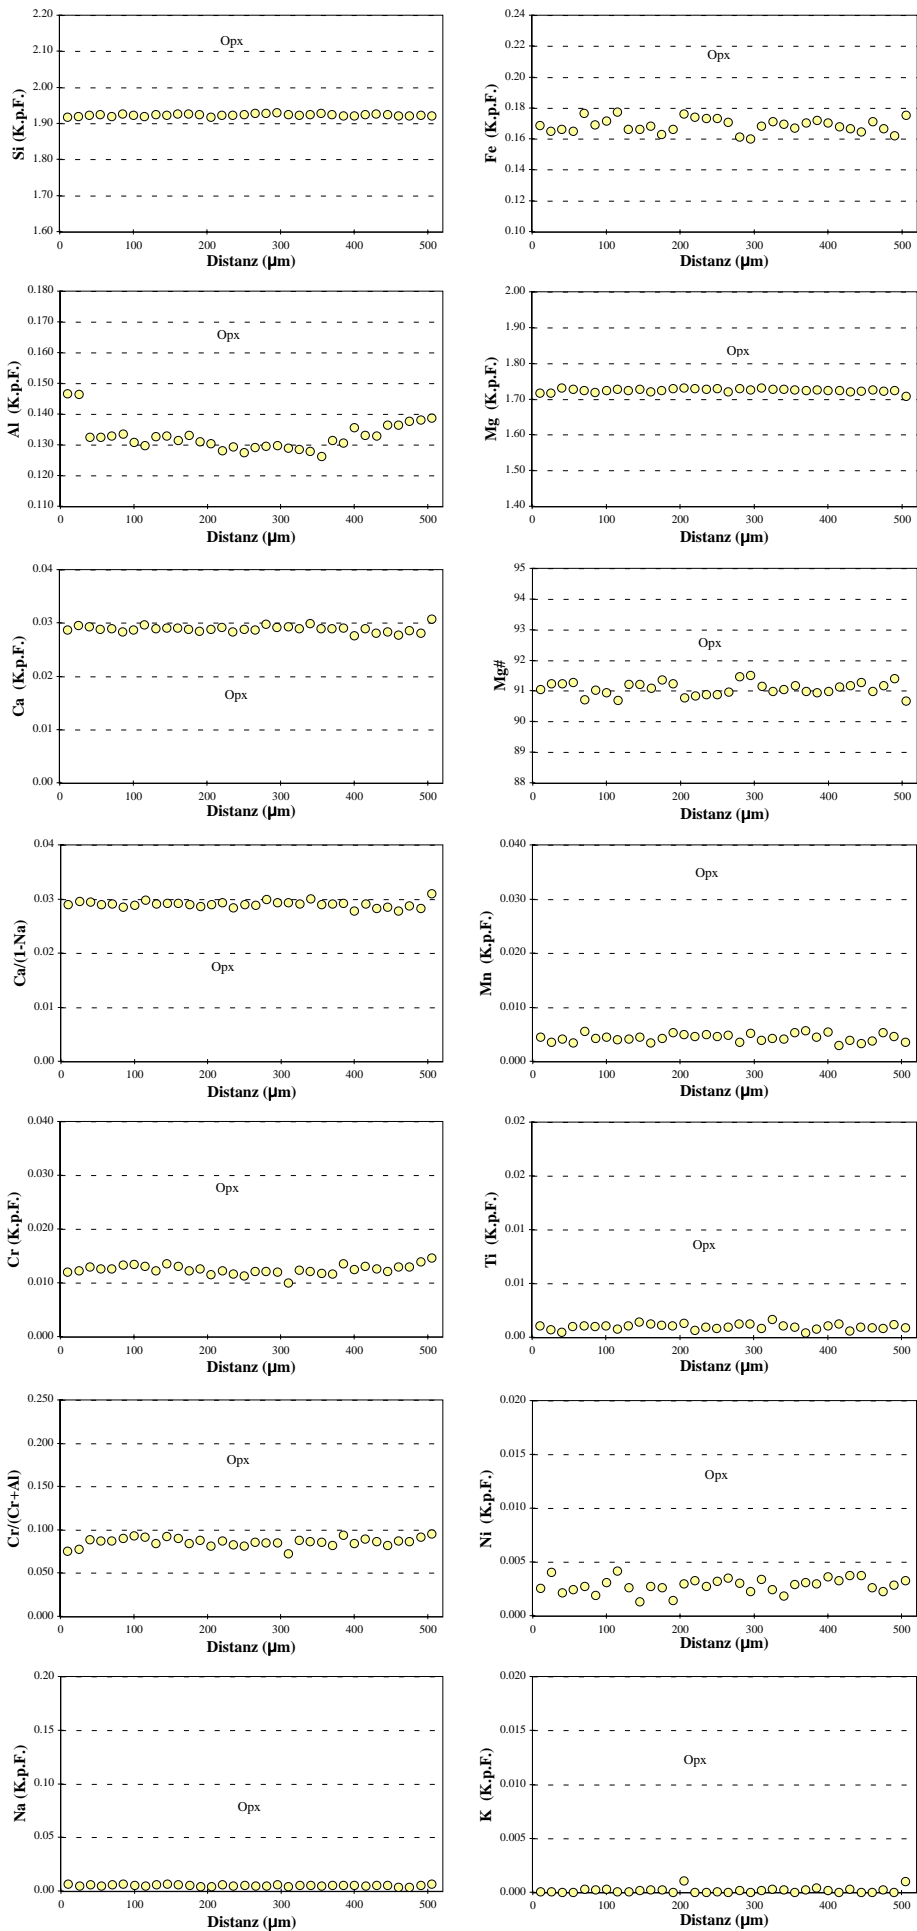 Si (K.p.F.)
2.20
2.10
2.00
1.90
1.80
1.70
1.60
Opx
0 100 200 300 400 500
Distanz (µm)
Fe (K.p.F.)
0.24
0.22
0.20
0.18
0.16
0.14
0.12
0.10
Opx
0 100 200 300 400 500
Distanz (µm)
Al (K.p.F.)
0.180
0.170
0.160
0.150
0.140
0.130
0.120
0.110
Opx
0 100 200 300 400 500
Distanz (µm)
Mg (K.p.F.)
2.00
1.90
1.80
1.70
1.60
1.50
1.40
Opx
0 100 200 300 400 500
Distanz (µm)
Ca (K.p.F.)
0.04
0.03
0.02
0.01
0.00
Opx
0 100 200 300 400 500
Distanz (µm)
Mg#
95
94
93
92
91
90
89
88
Opx
0 100 200 300 400 500
Distanz (µm)
Ca/(1-Na)
0.04
0.03
0.02
0.01
0.00
Opx
0 100 200 300 400 500
Distanz (µm)
Mn (K.p.F.)
0.040
0.030
0.020
0.010
0.000
Opx
0 100 200 300 400 500
Distanz (µm)
Cr (K.p.F.)
0.040
0.030
0.020
0.010
0.000
Opx
0 100 200 300 400 500
Distanz (µm)
Ti (K.p.F.)
0.02
0.02
0.01
0.01
0.00
Opx
0 100 200 300 400 500
Distanz (µm)
Cr/(Cr+Al)
0.250
0.200
0.150
0.100
0.050
0.000
Opx
0 100 200 300 400 500
Distanz (µm)
Ni (K.p.F.)
0.020
0.015
0.010
0.005
0.000
Opx
0 100 200 300 400 500
Distanz (µm)
Na (K.p.F.)
0.20
0.15
0.10
0.05
0.00
Opx
0 100 200 300 400 500
Distanz (µm)
K (K.p.F.)
0.020
0.015
0.010
0.005
0.000
Opx
0 100 200 300 400 500
Distanz (µm)